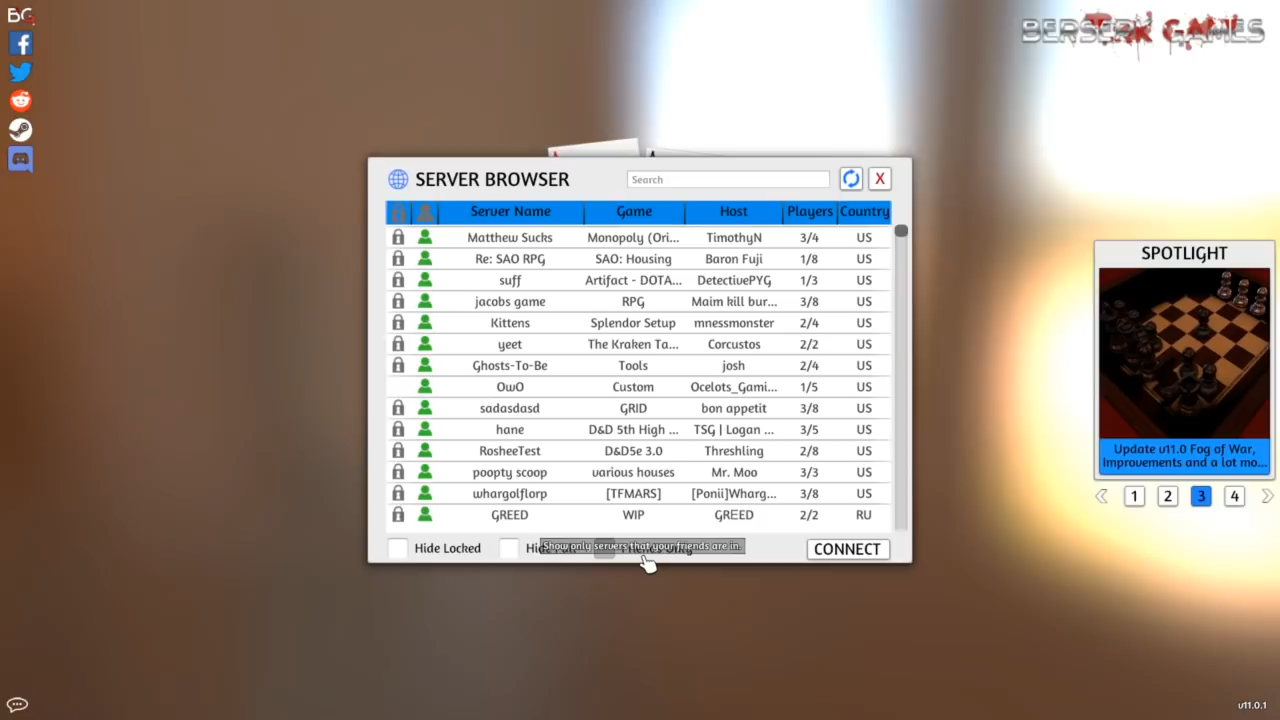 BG
BERSERK GAMES
SERVER BROWSER
Search
Server Name Game Host Players Country
Matthew Sucks Monopoly (Ori... TimothyN 3/4 US
Re: SAO RPG SAO: Housing Baron Fuji 1/8 US
suff Artifact - DOTA... DetectivePYG 1/3 US
jacobs game RPG Maim kill bur... 3/8 US
Kittens Splendor Setup mnessmonster 2/4 US
yeet The Kraken Ta... Corcustos 2/2 US
Ghosts-To-Be Tools josh 2/4 US
OwO Custom Ocelots_Gami... 1/5 US
sadasdasd GRID bon appetit 3/8 US
hane D&D 5th High ... TSG | Logan ... 3/5 US
RosheeTest D&D5e 3.0 Threshling 2/8 US
poopty scoop various houses Mr. Moo 3/3 US
whargolflorp [TFMARS] [Ponii]Wharg... 3/8 US
GREED WIP GREED 2/2 RU
Hide Locked
Show only servers that your friends are in.
CONNECT
SPOTLIGHT
Update v11.0 Fog of War,
Improvements and a lot mo...
1 2 3 4
v11.0.1